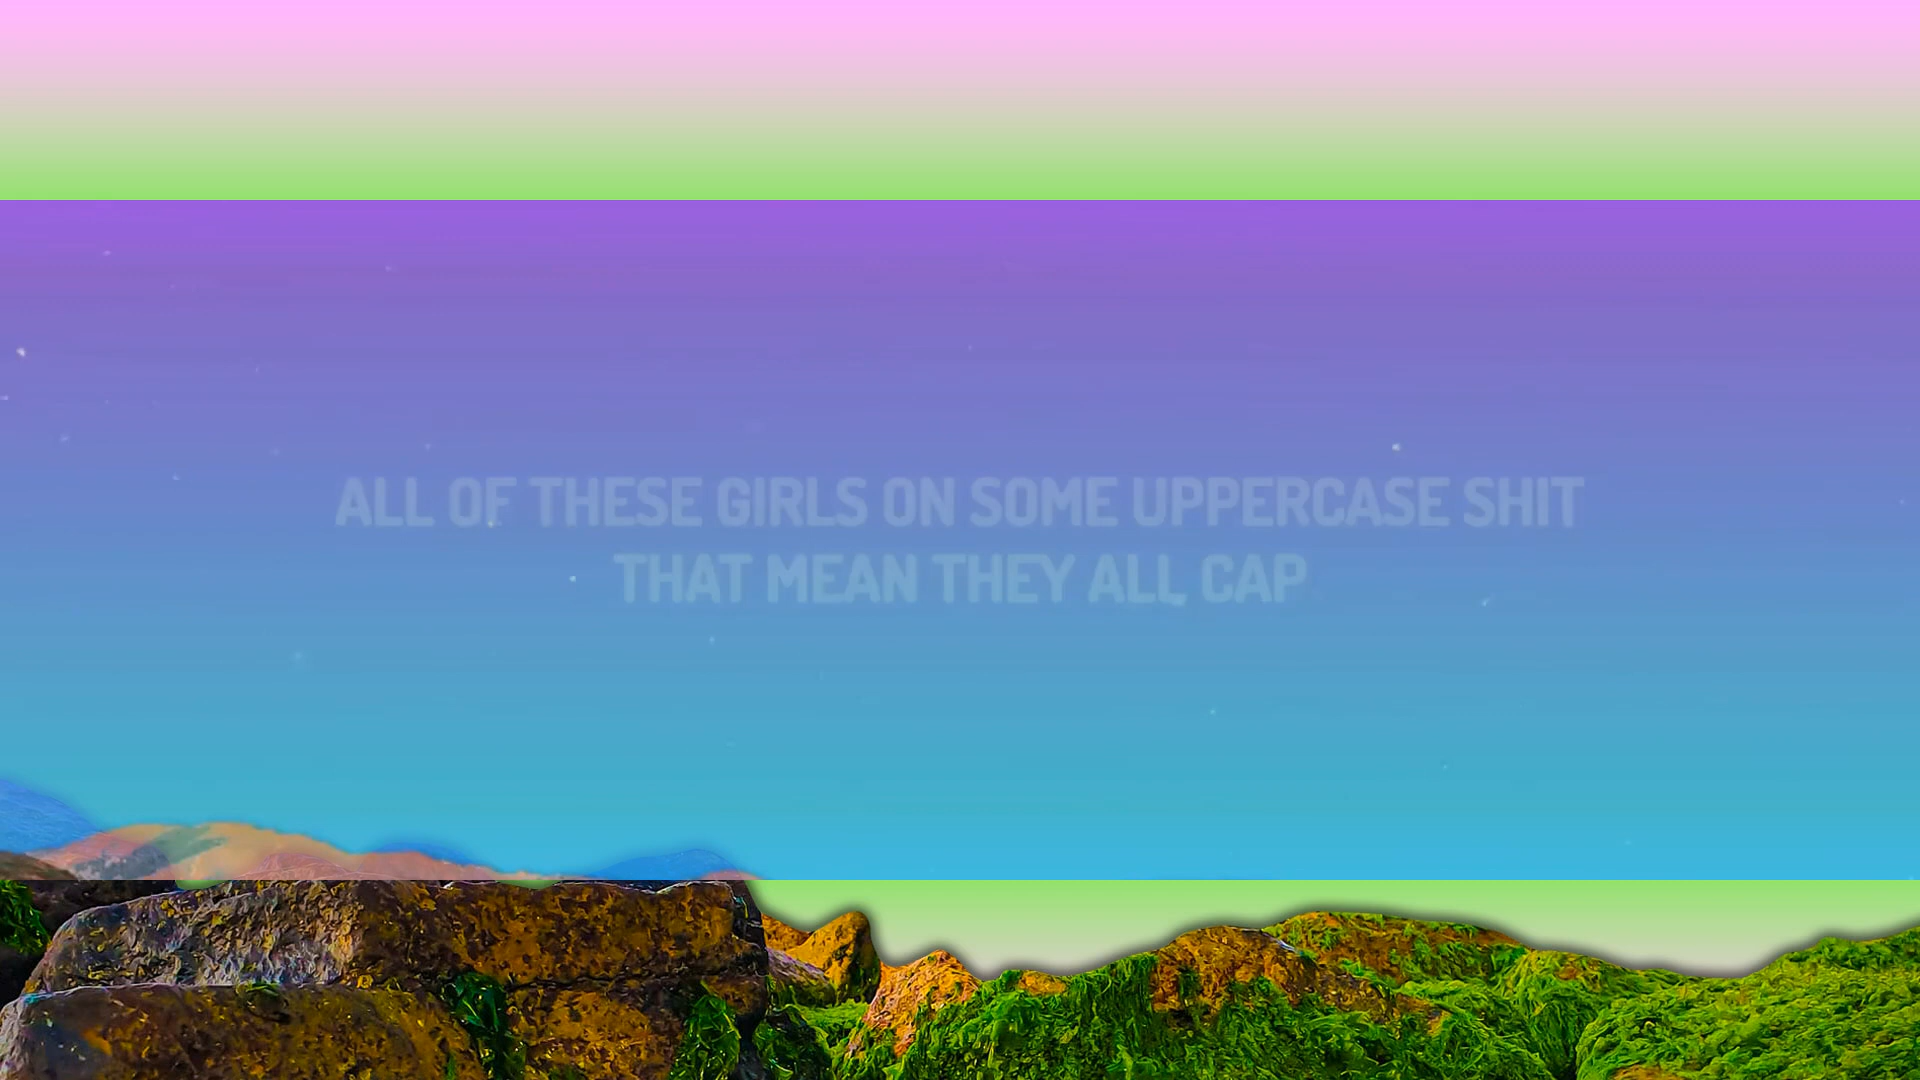 ALL OF THESE GIRLS ON SOME UPPERCASE SHIT
THAT MEAN THEY ALL CAP